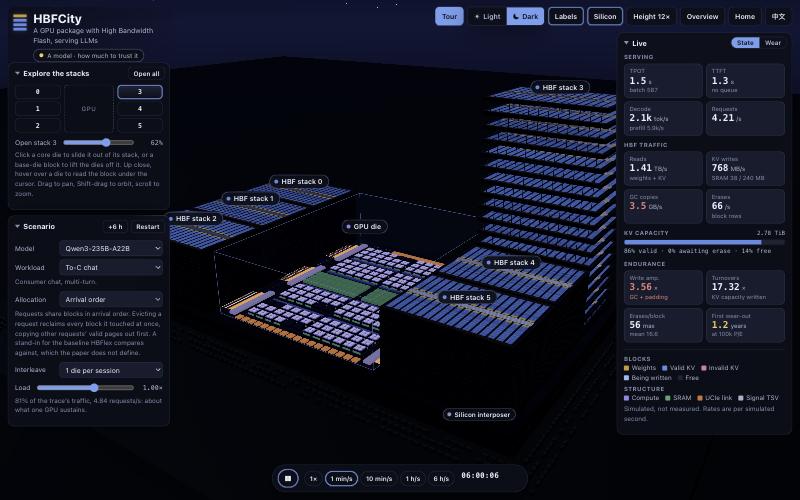 HBFCity
A GPU package with High Bandwidth
Flash, serving LLMs
A model · how much to trust it
Tour
Light
Dark
Labels
Silicon
Height 12×
Overview
Home
中文
Explore the stacks
Open all
0
3
1
GPU
4
2
5
Open stack 3
62%
Click a core die to slide it out of its stack, or a
base-die block to lift the dies off it. Up close,
hover over a die to read the block under the
cursor. Drag to pan, Shift-drag to orbit, scroll to
zoom.
Scenario
+6 h
Restart
Model
Qwen3-235B-A22B
Workload
To-C chat
Consumer chat, multi-turn.
Allocation
Arrival order
Requests share blocks in arrival order. Evicting a
request reclaims every block it touched at once,
copying other requests' valid pages out first. A
stand-in for the baseline HBFlex compares
against, which the paper does not define.
Interleave
1 die per session
Load
1.00×
81% of the trace's traffic, 4.84 requests/s: about
what one GPU sustains.
HBF stack 3
HBF stack 0
HBF stack 1
HBF stack 2
GPU die
HBF stack 4
HBF stack 5
Silicon interposer
1×
1 min/s
10 min/s
1 h/s
6 h/s
06:00:06
Live
State
Wear
SERVING
TPOT
1.5 s
batch 587
TTFT
1.3 s
no queue
Decode
2.1k tok/s
prefill 5.9k/s
Requests
4.21 /s
HBF TRAFFIC
Reads
1.41 TB/s
weights + KV
KV writes
768 MB/s
SRAM 38 / 240 MB
GC copies
3.5 GB/s
Erases
66 /s
block rows
KV CAPACITY
2.78 TiB
86% valid · 0% awaiting erase · 14% free
ENDURANCE
Write amp.
3.56 ×
GC + padding
Turnovers
17.32 ×
KV capacity written
Erases/block
56 max
mean 16.6
First wear-out
1.2 years
at 100k P/E
BLOCKS
Weights
Valid KV
Invalid KV
Being written
Free
STRUCTURE
Compute
SRAM
UCIe link
Signal TSV
Simulated, not measured. Rates are per simulated
second.